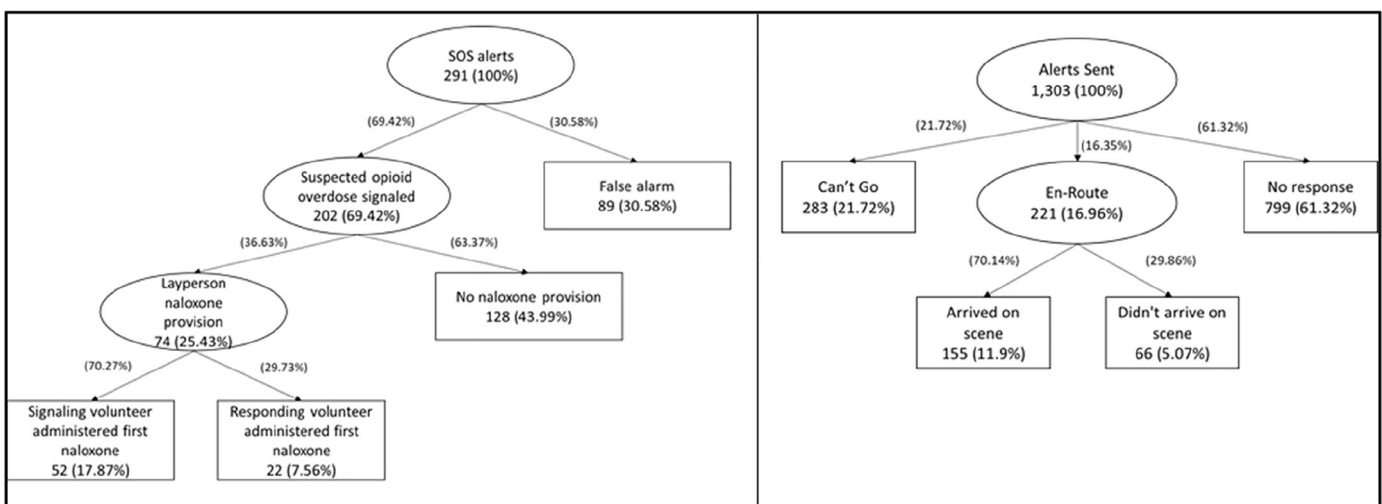 SOS alerts
291 (100%)
(69.42%)
(30.58%)
Suspected opioid
overdose signaled
202 (69.42%)
False alarm
89 (30.58%)
(36.63%)
(63.37%)
Layperson
naloxone
provision
74 (25.43%)
No naloxone provision
128 (43.99%)
(70.27%)
(29.73%)
Signaling volunteer
administered first
naloxone
52 (17.87%)
Responding volunteer
administered first
naloxone
22 (7.56%)
Alerts Sent
1,303 (100%)
(21.72%)
(16.35%)
(61.32%)
Can't Go
283 (21.72%)
En-Route
221 (16.96%)
No response
799 (61.32%)
(70.14%)
(29.86%)
Arrived on
scene
155 (11.9%)
Didn't arrive on
scene
66 (5.07%)